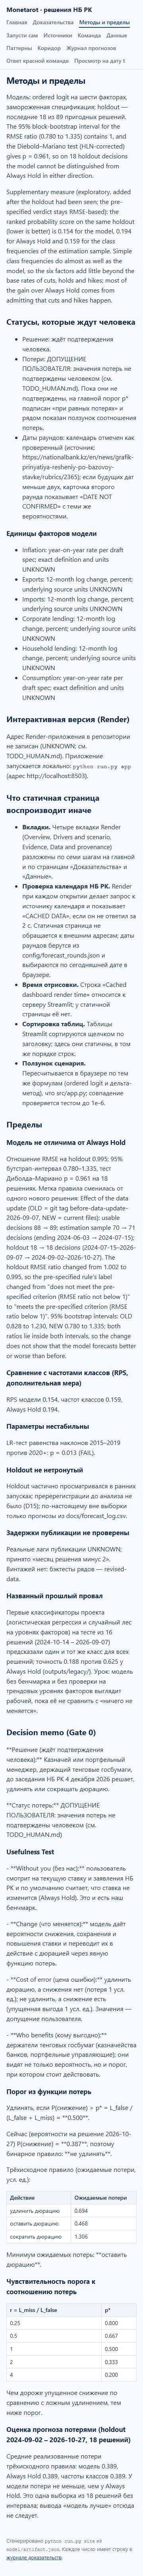 Monetarot · решения НБ РК
Главная Доказательства Методы и пределы
Запусти сам Источники Команда Данные
Паттерны Коридор Журнал прогнозов
Ответ красной команде Просмотр на дату t
Методы и пределы
Модель: ordered logit на шести факторах,
замороженная спецификация; holdout —
последние 18 из 89 пригодных решений.
The 95% block-bootstrap interval for the
RMSE ratio (0.780 to 1.335) contains 1, and
the Diebold-Mariano test (HLN-corrected)
gives p = 0.961, so on 18 holdout decisions
the model cannot be distinguished from
Always Hold in either direction.
Supplementary measure (exploratory, added
after the holdout had been seen; the pre-
specified verdict stays RMSE-based): the
ranked probability score on the same holdout
(lower is better) is 0.154 for the model, 0.194
for Always Hold and 0.159 for the class
frequencies of the estimation sample. Simple
class frequencies do almost as well as the
model, so the six factors add little beyond the
base rates of cuts, holds and hikes; most of
the gain over Always Hold comes from
admitting that cuts and hikes happen.
Статусы, которые ждут человека
Решение: ждёт подтверждения
человека.
Потери: ДОПУЩЕНИЕ
ПОЛЬЗОВАТЕЛЯ: значения потерь не
подтверждены человеком (см.
TODO_HUMAN.md). Пока они не
подтверждены, на главной порог p*
подписан «при равных потерях» и
рядом показан ползунок соотношения
потерь.
Даты раундов: календарь отмечен как
проверенный (источник:
https://nationalbank.kz/en/news/grafik-
prinyatiya-resheniy-po-bazovoy-
stavke/rubrics/2365); если будущих дат
меньше двух, карточка второго
раунда показывает «DATE NOT
CONFIRMED» с теми же
вероятностями.
Единицы факторов модели
Inflation: year-on-year rate per draft
spec; exact definition and units
UNKNOWN
Exports: 12-month log change, percent;
underlying source units UNKNOWN
Imports: 12-month log change, percent;
underlying source units UNKNOWN
Corporate lending: 12-month log
change, percent; underlying source units
UNKNOWN
Household lending: 12-month log
change, percent; underlying source units
UNKNOWN
Consumption: year-on-year rate per
draft spec; exact definition and units
UNKNOWN
Интерактивная версия (Render)
Адрес Render-приложения в репозитории
не записан (UNKNOWN: см.
TODO_HUMAN.md). Приложение
запускается локально: python run.py app
(адрес http://localhost:8503).
Что статичная страница
воспроизводит иначе
Вкладки. Четыре вкладки Render
(Overview, Drivers and scenario,
Evidence, Data and provenance)
разложены по семи шагам на главной
и по страницам «Доказательства» и
«Данные».
Проверка календаря НБ РК. Render
при каждом открытии делает запрос к
источнику календаря и показывает
«CACHED DATA», если он не ответил за
2 с. Статичная страница не
обращается к внешним адресам; даты
раундов берутся из
config/forecast_rounds.json и
выбираются по сегодняшней дате в
браузере.
Время отрисовки. Строка «Cached
dashboard render time» относится к
серверу Streamlit; у статичной
страницы её нет.
Сортировка таблиц. Таблицы
Streamlit сортируются щелчком по
заголовку; здесь они статичны, в том
же порядке строк.
Ползунок сценария.
Пересчитывается в браузере по тем
же формулам (ordered logit и дельта-
метод), что src/app.py; совпадение
проверяется тестом до 1e-6.
Пределы
Модель не отличима от Always Hold
Отношение RMSE на holdout 0.995; 95%
бутстрап-интервал 0.780–1.335, тест
Дибольда-Мариано p = 0.961 на 18
решениях. Метка правила сменилась от
одного нового решения: Effect of the data
update (OLD = git tag before-data-update-
2026-09-07, NEW = current files): usable
decisions 88 → 89; estimation sample 70 → 71
decisions (ending 2024-06-03 → 2024-07-15);
holdout 18 → 18 decisions (2024-07-15–2026-
09-07 → 2024-09-02–2026-10-27). The
holdout RMSE ratio changed from 1.002 to
0.995, so the pre-specified rule's label
changed from "does not meet the pre-
specified criterion (RMSE ratio not below 1)"
to "meets the pre-specified criterion (RMSE
ratio below 1)". 95% bootstrap intervals: OLD
0.828 to 1.230, NEW 0.780 to 1.335; both
ratios lie inside both intervals, so the change
does not show that the model forecasts better
or worse than before.
Сравнение с частотами классов (RPS,
дополнительная мера)
RPS модели 0.154, частот классов 0.159,
Always Hold 0.194.
Параметры нестабильны
LR-тест равенства наклонов 2015–2019
против 2020+: p = 0.013 (FAIL).
Holdout не нетронутый
Holdout частично просматривался в ранних
запусках; предрегистрации до анализа не
было (D15); по-настоящему вне выборки
только прогнозы из docs/forecast_log.csv.
Задержки публикации не проверены
Реальные лаги публикации UNKNOWN;
принято «месяц решения минус 2».
Винтажей нет: бэктесты рядов — revised-
data.
Названный прошлый провал
Первые классификаторы проекта
(логистическая регрессия и случайный лес
на уровнях факторов) на тесте из 16
решений (2024-10-14 – 2026-09-07)
предсказали один и тот же класс для всех
решений; точность 0.188 против 0.625 у
Always Hold (outputs/legacy/). Урок: модель
без бенчмарка и без проверки на
трендовых уровнях факторов выглядит
рабочей, пока её не сравнить с «ничего не
меняется».
Decision memo (Gate 0)
**Решение (ждёт подтверждения
человека):** Казначей или портфельный
менеджер, держащий тенговые госбумаги,
до заседания НБ РК 4 декабря 2026 решает,
удлинить или сокращать дюрацию.
**Статус потерь:** ДОПУЩЕНИЕ
ПОЛЬЗОВАТЕЛЯ: значения потерь не
подтверждены человеком (см.
TODO_HUMAN.md)
Usefulness Test
- **Without you (без нас):** пользователь
смотрит на текущую ставку и заявления НБ
РК и по умолчанию считает, что ставка не
изменится (Always Hold). Это и есть наш
бенчмарк.
- **Change (что меняется):** модель даёт
вероятности снижения, сохранения и
повышения ставки и переводит их в
действие с дюрацией через явную
функцию потерь.
- **Cost of error (цена ошибки):** удлинить
дюрацию, а снижения нет (потеря 1 усл.
ед.); не удлинить, а снижение есть
(упущенная выгода 1 усл. ед.). Значения —
допущение пользователя.
- **Who benefits (кому выгодно):**
держатели тенговых госбумаг (казначейства
банков, портфельные управляющие); они
видят не только вероятность, но и порог,
при котором стоит действовать.
Порог из функции потерь
Удлинять, если P(снижение) > p* = L_false /
(L_false + L_miss) = **0.500**.
Сейчас (вероятности на решение 2026-10-
27) P(снижение) = **0.387**, поэтому
бинарное правило: **не удлинять**.
Трёхисходное правило (ожидаемые потери,
усл. ед.):
Действие Ожидаемые потери
удлинить дюрацию 0.694
оставить дюрацию 0.468
сократить дюрацию 1.306
Минимум ожидаемых потерь: **оставить
дюрацию**.
Чувствительность порога к
соотношению потерь
r = L_miss / L_false p*
0.25 0.800
0.5 0.667
1 0.500
2 0.333
4 0.200
Чем дороже упущенное снижение по
сравнению с ложным удлинением, тем
ниже порог.
Оценка прогноза потерями (holdout
2024-09-02 – 2026-10-27, 18 решений)
Средние реализованные потери
трёхисходного правила: модель 0.389,
Always Hold 0.389, частоты классов 0.389. У
модели потери не меньше, чем у Always
Hold. Это одна выборка из 18 решений без
интервала; вывода «модель лучше» отсюда
не следует.
Сгенерировано python run.py site из
model/artifact.json. Каждое число имеет строку в
журнале доказательств.